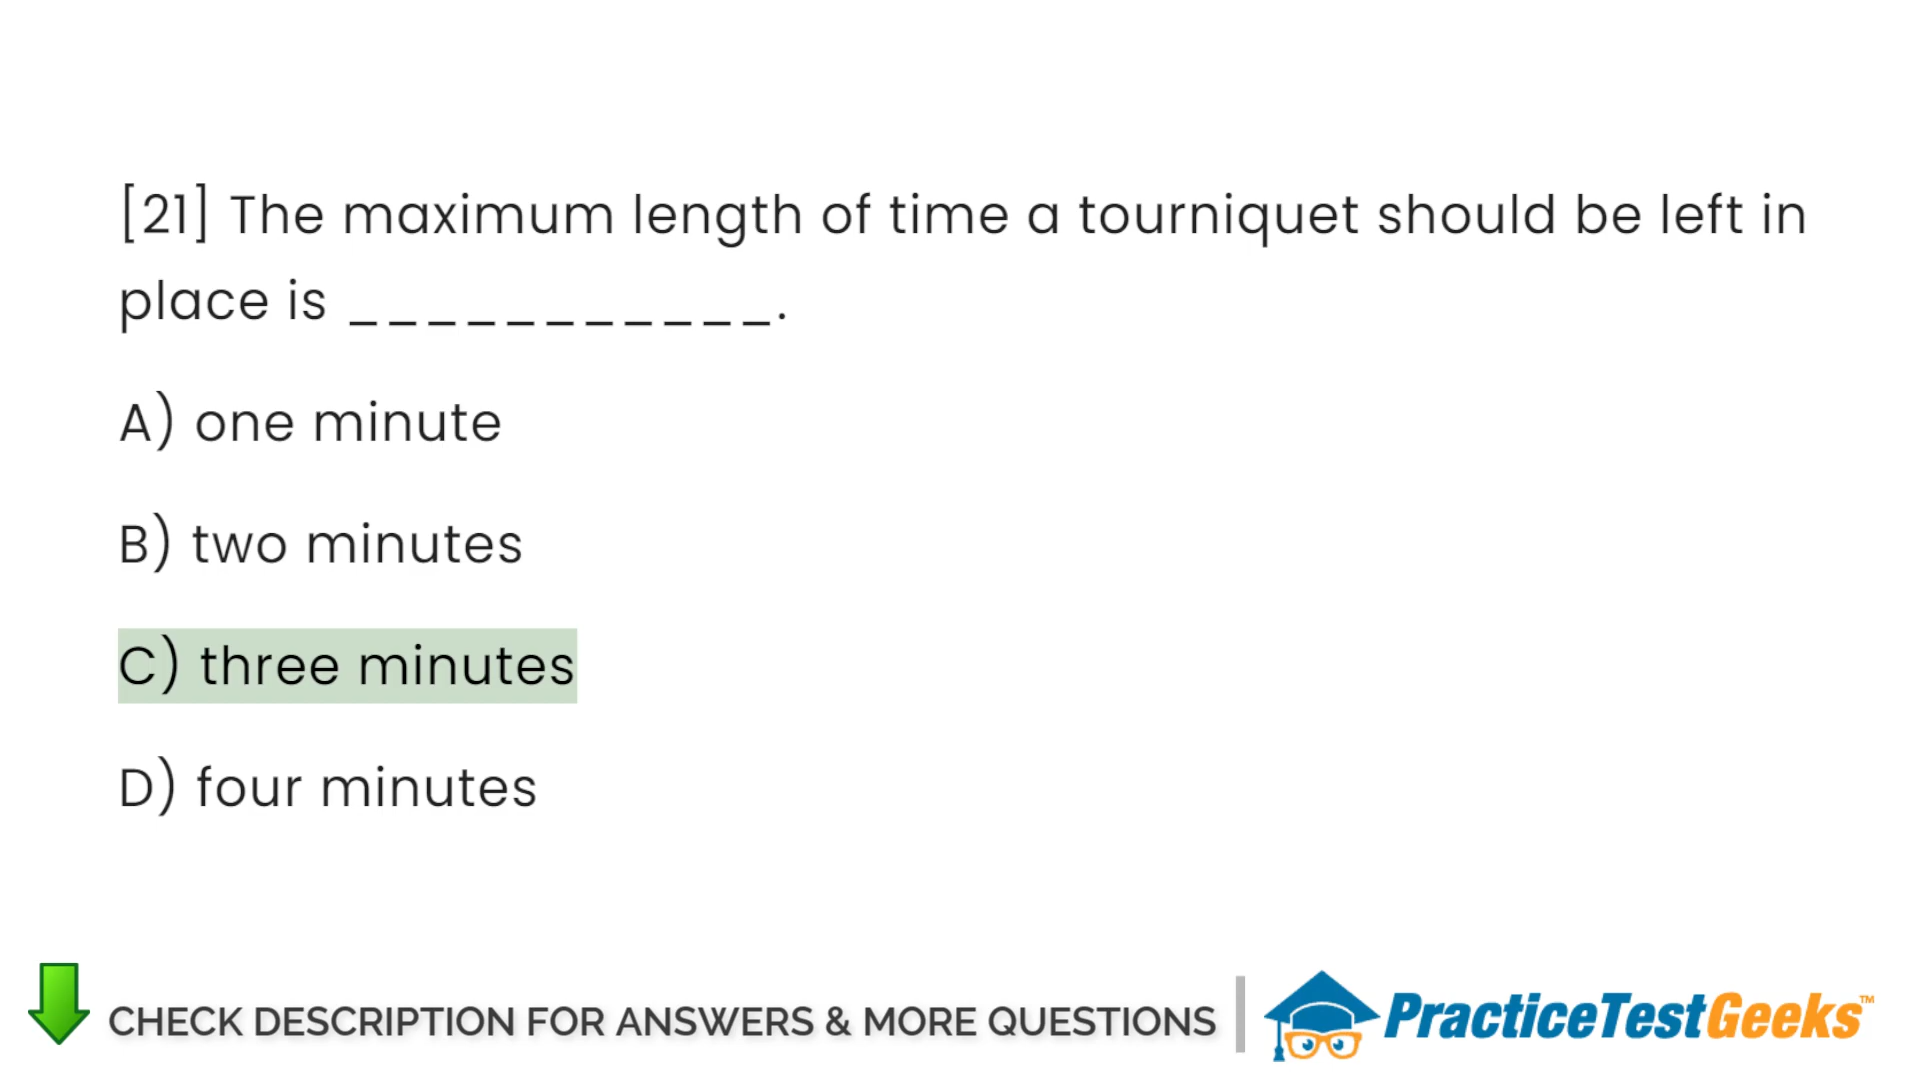 [21] The maximum length of time a tourniquet should be left in
place is ___________.
A) one minute
B) two minutes
C) three minutes
D) four minutes
CHECK DESCRIPTION FOR ANSWERS & MORE QUESTIONS
PracticeTestGeeks™